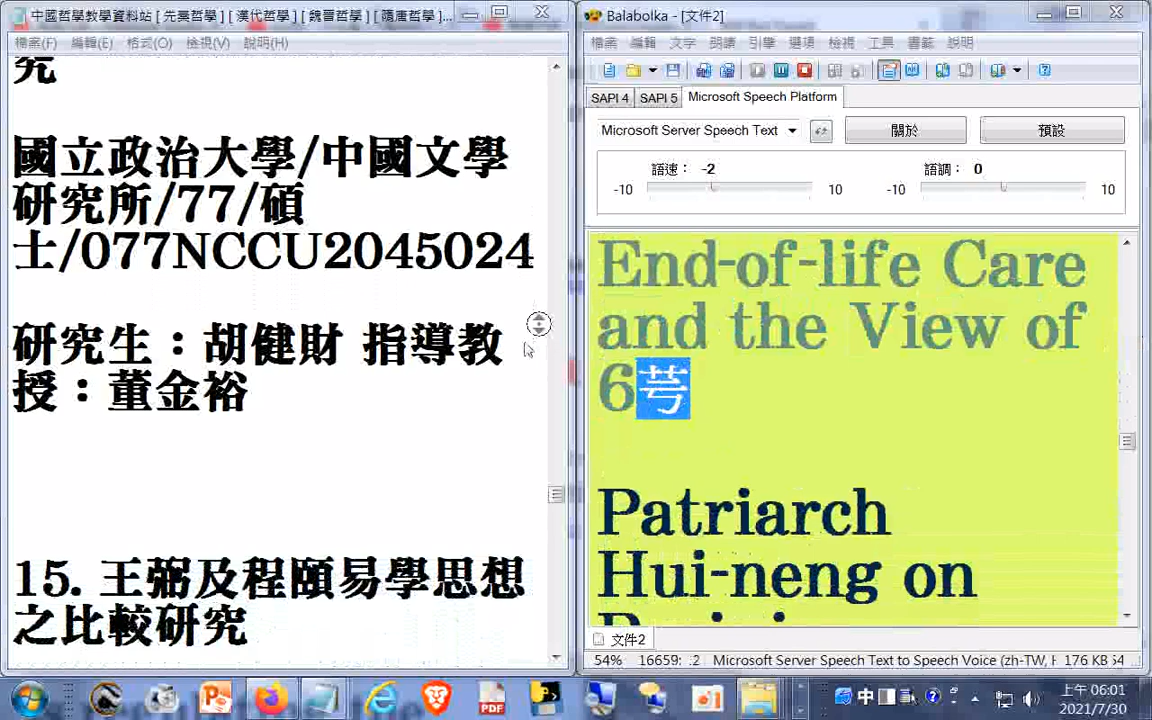 中國哲學教學資料站 [ 先秦哲學 ] [ 漢代哲學 ] [ 魏晉哲學 ] [ 隋唐哲學 ]...
檔案(F) 編輯(E) 格式(O) 檢視(V) 說明(H)
究
國立政治大學/中國文學
研究所/77/碩
士/077NCCU2045024
研究生：胡健財 指導教
授：董金裕
15. 王弼及程頤易學思想
之比較研究
Balabolka - [文件2]
檔案 編輯 文字 朗讀 引擎 選項 檢視 工具 書籤 說明
SAPI 4 SAPI 5 Microsoft Speech Platform
Microsoft Server Speech Text 關於 預設
語速： -2 語調： 0
-10 10 -10 10
End-of-life Care
and the View of
6
Patriarch
Hui-neng on
文件2
54% 16659: .2 Microsoft Server Speech Text to Speech Voice (zh-TW, H 176 KB
中
上午 06:01
2021/7/30